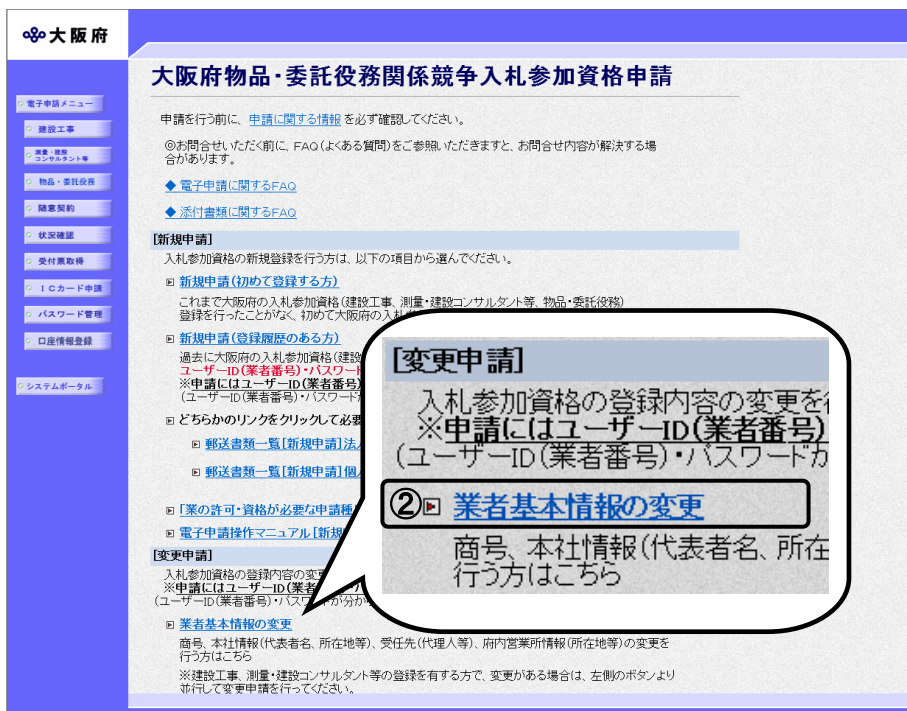 大阪府
電子申請メニュー
建設工事
測量・建設
コンサルタント等
物品・委託役務
随意契約
状況確認
受付票取得
ICカード申請
パスワード管理
口座情報登録
システムポータル
大阪府物品・委託役務関係競争入札参加資格申請
申請を行う前に、申請に関する情報 を必ず確認してください。
◎お問合せいただく前に、FAQ(よくある質問)をご参照いただきますと、お問合せ内容が解決する場
合があります。
◆ 電子申請に関するFAQ
◆ 添付書類に関するFAQ
[新規申請]
入札参加資格の新規登録を行う方は、以下の項目から選んでください。
新規申請(初めて登録する方)
これまで大阪府の入札参加資格(建設工事、測量・建設コンサルタント等、物品・委託役務)
登録を行ったことがなく、初めて大阪府の入
新規申請(登録履歴のある方)
過去に大阪府の入札参加資格(建設
ユーザーID(業者番号)・パスワー
※申請にはユーザーID(業者番号)
(ユーザーID(業者番号)・パスワード
どちらかのリンクをクリックして必要
郵送書類一覧[新規申請]法
郵送書類一覧[新規申請]個
「業の許可・資格が必要な申請種
電子申請操作マニュアル[新規
[変更申請]
入札参加資格の登録内容の変更
※申請にはユーザーID(業者
(ユーザーID(業者番号)・パスワードが分か
業者基本情報の変更
商号、本社情報(代表者名、所在地等)、受任先(代理人等)、府内営業所情報(所在地等)の変更を
行う方はこちら
※建設工事、測量・建設コンサルタント等の登録を有する方で、変更がある場合は、左側のボタンより
並行して変更申請を行ってください。
[変更申請]
入札参加資格の登録内容の変更を
※申請にはユーザーID(業者番号)
(ユーザーID(業者番号)・パスワードが
② 業者基本情報の変更
商号、本社情報(代表者名、所在
行う方はこちら